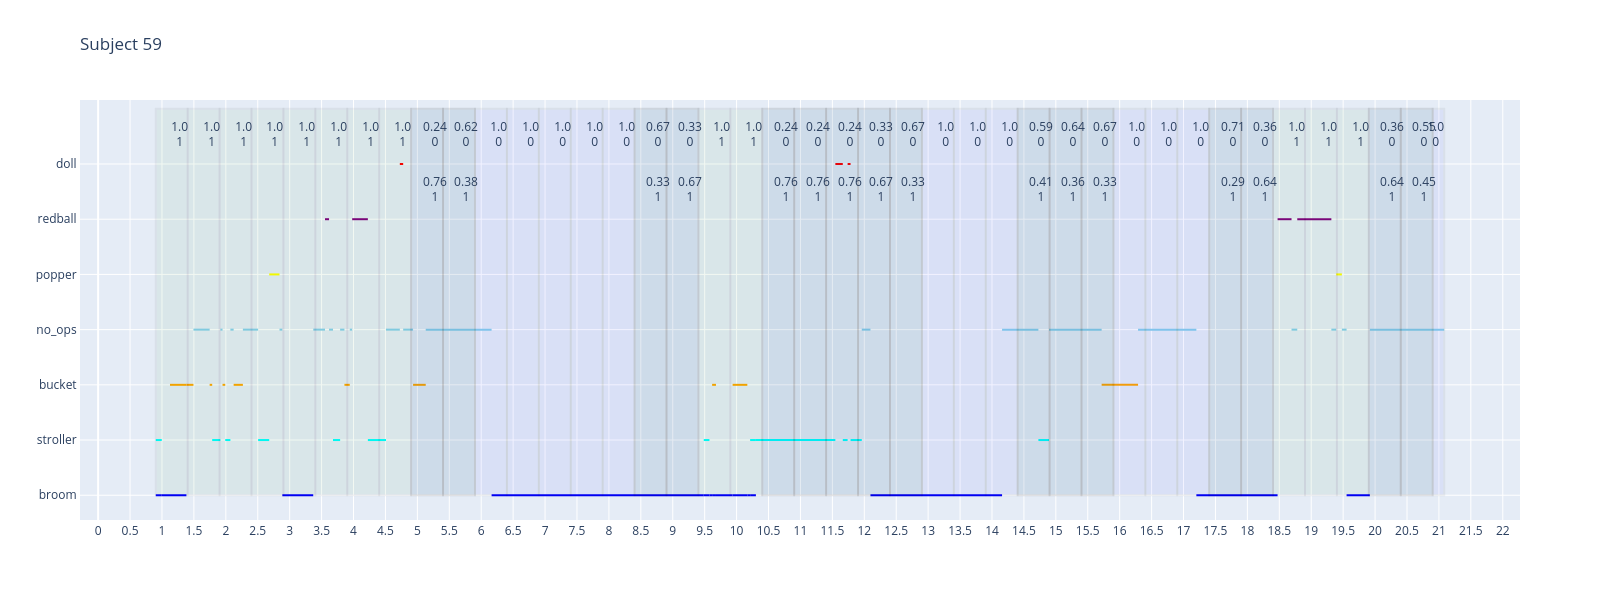 Subject 59
1.0 1.0 1.0 1.0 1.0 1.0 1.0 1.0 0.24 0.62 1.0 1.0 1.0 1.0 1.0 0.67 0.33 1.0 1.0 0.24 0.24 0.24 0.33 0.67 1.0 1.0 1.0 0.59 0.64 0.67 1.0 1.0 1.0 0.71 0.36 1.0 1.0 1.0 0.36 0.55 1.0
1 1 1 1 1 1 1 1 0 0 0 0 0 0 0 0 0 1 1 0 0 0 0 0 0 0 0 0 0 0 0 0 0 0 0 1 1 1 0 0 0
doll
0.76 0.38 0.33 0.67 0.76 0.76 0.76 0.67 0.33 0.41 0.36 0.33 0.29 0.64 0.64 0.45
1 1 1 1 1 1 1 1 1 1 1 1 1 1 1 1
redball
popper
no_ops
bucket
stroller
broom
0 0.5 1 1.5 2 2.5 3 3.5 4 4.5 5 5.5 6 6.5 7 7.5 8 8.5 9 9.5 10 10.5 11 11.5 12 12.5 13 13.5 14 14.5 15 15.5 16 16.5 17 17.5 18 18.5 19 19.5 20 20.5 21 21.5 22